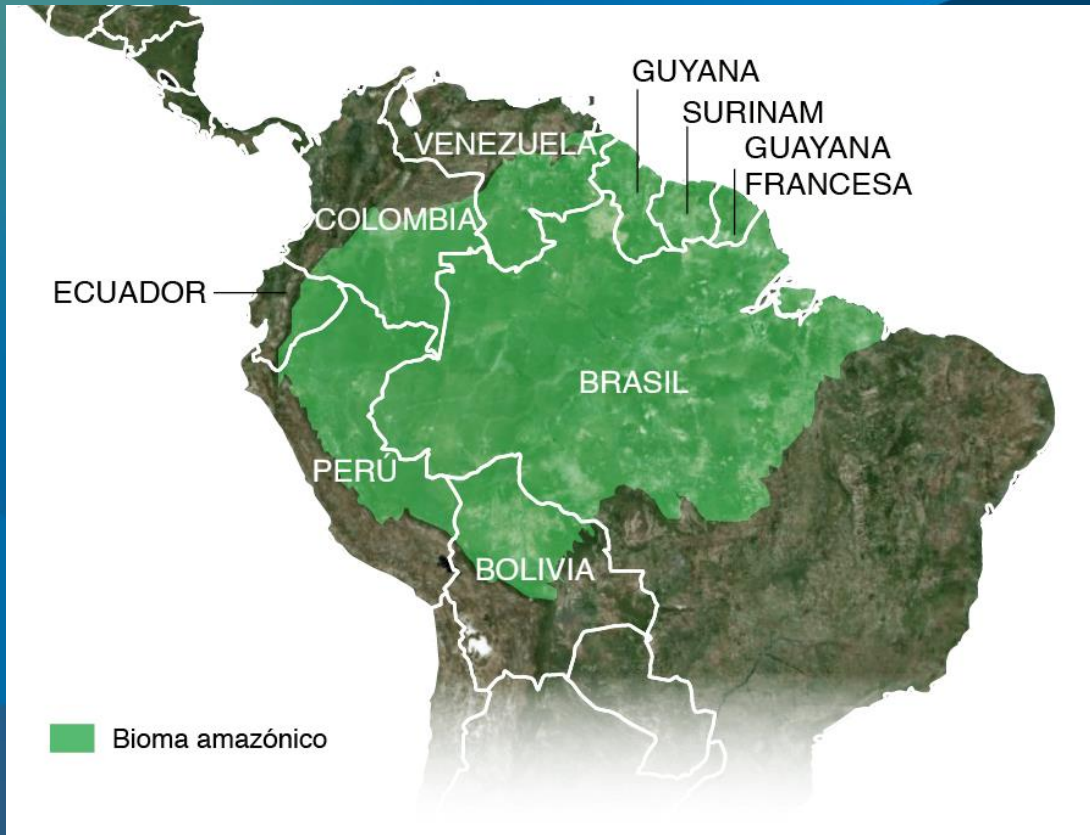 GUYANA
SURINAM
GUAYANA
FRANCESA
VENEZUELA
COLOMBIA
ECUADOR
BRASIL
PERÚ
BOLIVIA
Bioma amazónico